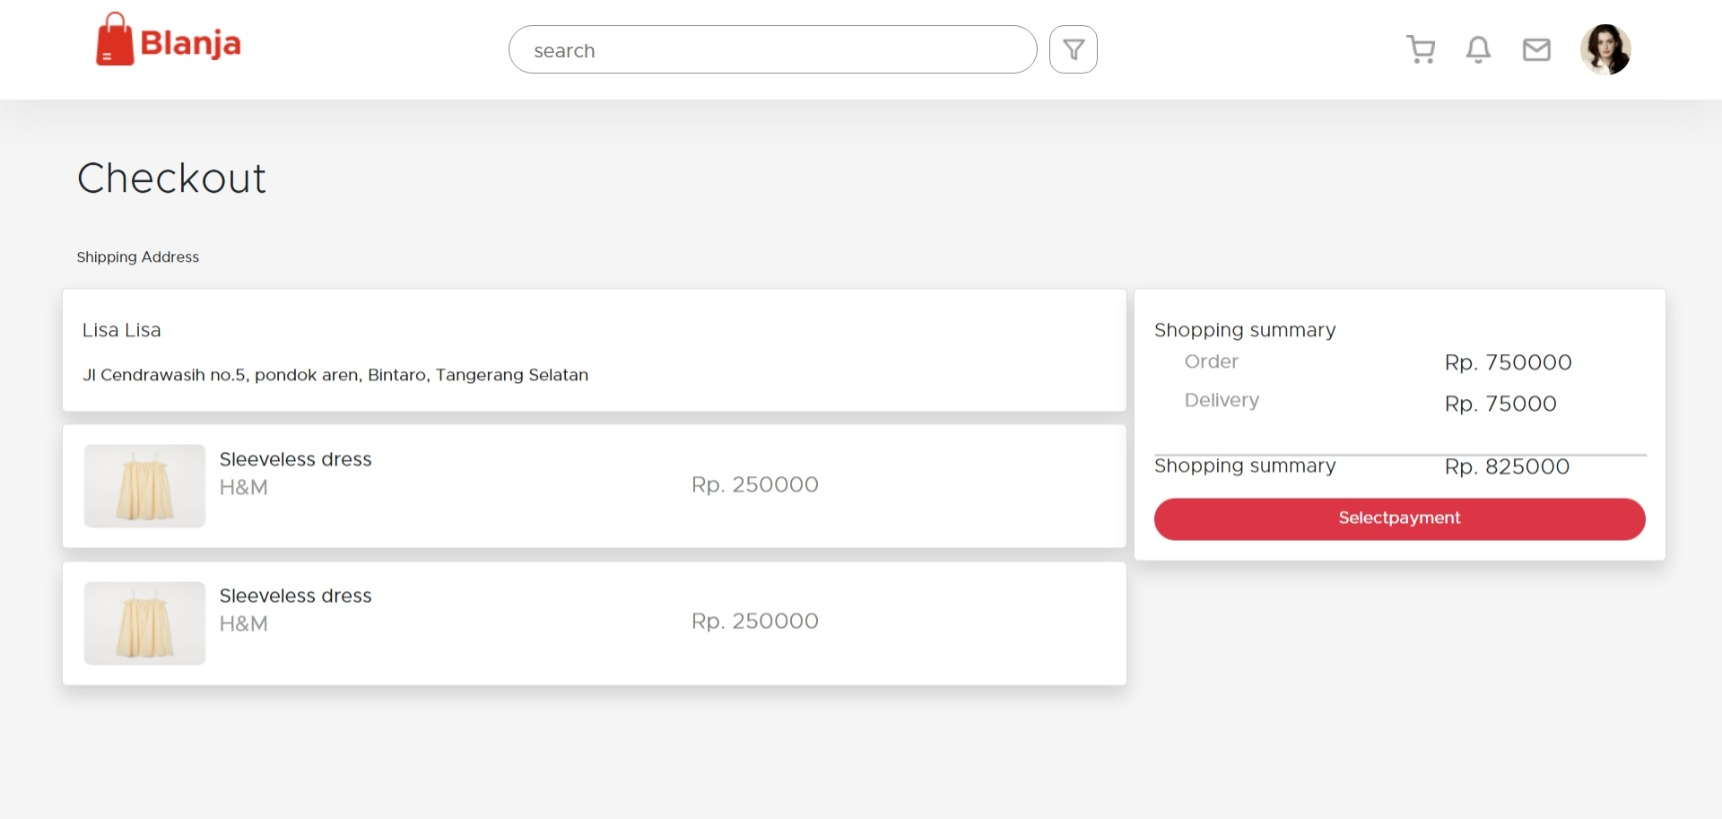 Blanja
search
Checkout
Shipping Address
Lisa Lisa
Jl Cendrawasih no.5, pondok aren, Bintaro, Tangerang Selatan
Sleeveless dress
H&M
Rp. 250000
Sleeveless dress
H&M
Rp. 250000
Shopping summary
Order Rp. 750000
Delivery Rp. 75000
Shopping summary Rp. 825000
Selectpayment